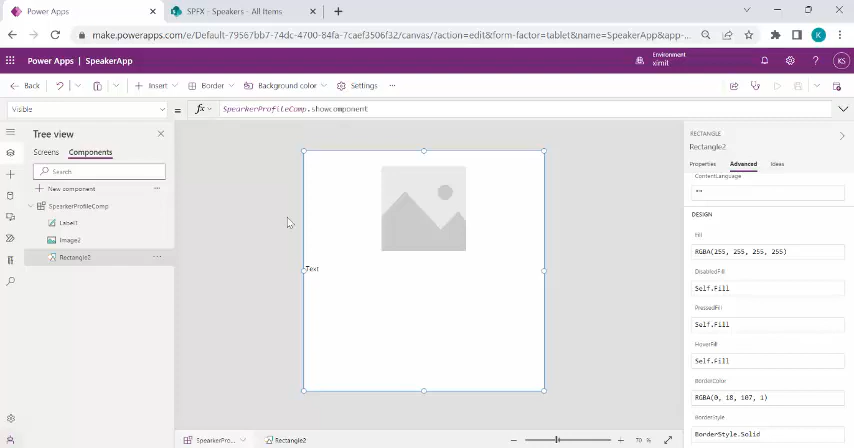 Power Apps
SPFX - Speakers - All Items
make.powerapps.com/e/Default-79567bb7-74dc-4700-84fa-7caef3506f32/canvas/?action=edit&form-factor=tablet&name=SpeakerApp&app-...
K
Power Apps | SpeakerApp
Environment
ximit
KS
Back
Insert
Border
Background color
Settings
Visible
=
fx
SpearkerProfileComp.showcomponent
Tree view
Screens
Components
Search
New component
SpearkerProfileComp
Label1
Image2
Rectangle2
Text
RECTANGLE
Rectangle2
Properties
Advanced
Ideas
ContentLanguage
""
DESIGN
Fill
RGBA(255, 255, 255, 255)
DisabledFill
Self.Fill
PressedFill
Self.Fill
HoverFill
Self.Fill
BorderColor
RGBA(0, 18, 107, 1)
BorderStyle
BorderStyle.Solid
SpearkerPro...
Rectangle2
70 %